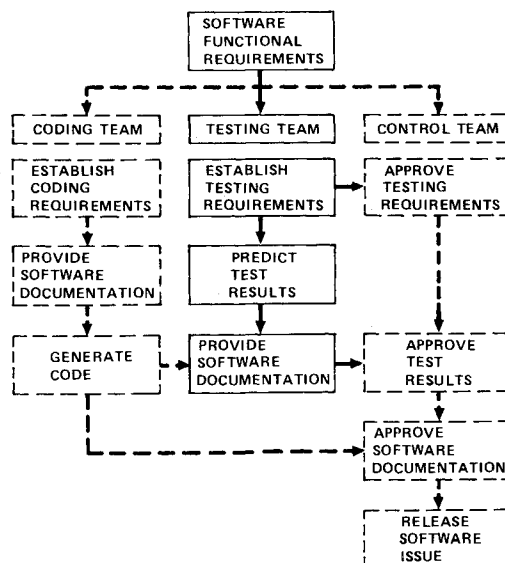 SOFTWARE
FUNCTIONAL
REQUIREMENTS
CODING TEAM
TESTING TEAM
CONTROL TEAM
ESTABLISH
CODING
REQUIREMENTS
ESTABLISH
TESTING
REQUIREMENTS
APPROVE
TESTING
REQUIREMENTS
PROVIDE
SOFTWARE
DOCUMENTATION
PREDICT
TEST
RESULTS
GENERATE
CODE
PROVIDE
SOFTWARE
DOCUMENTATION
APPROVE
TEST
RESULTS
APPROVE
SOFTWARE
DOCUMENTATION
RELEASE
SOFTWARE
ISSUE